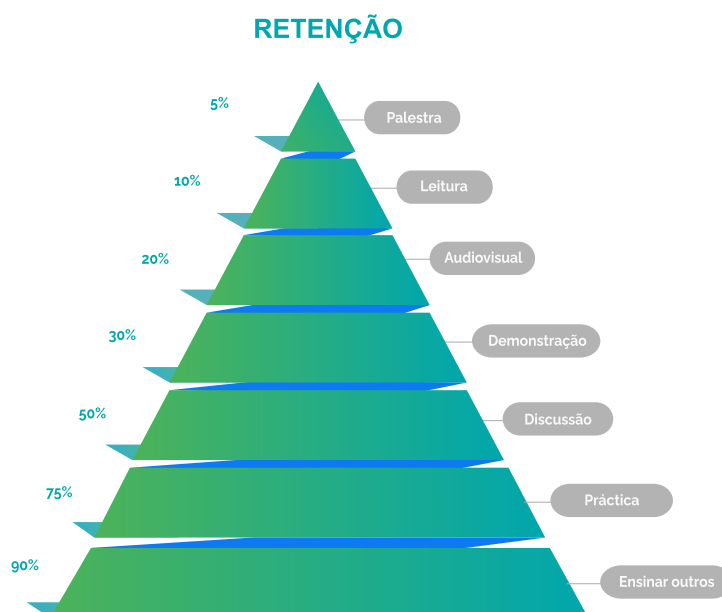 RETENÇÃO
5%
Palestra
10%
Leitura
20%
Audiovisual
30%
Demonstração
50%
Discussão
75%
Práctica
90%
Ensinar outros